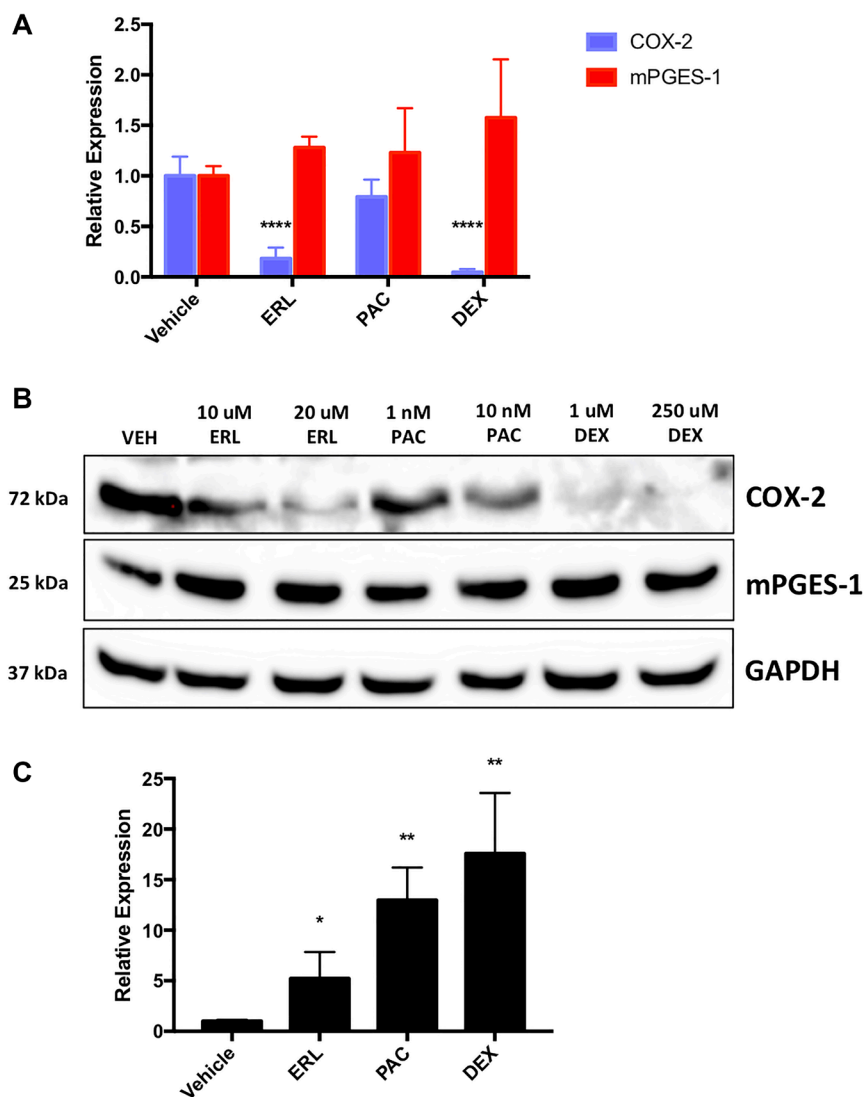 A
2.5
2.0
1.5
1.0
0.5
0.0
Relative Expression
**** ****
Vehicle ERL PAC DEX
COX-2
mPGES-1
B
VEH 10 uM 20 uM 1 nM 10 nM 1 uM 250 uM
ERL ERL PAC PAC DEX DEX
72 kDa COX-2
25 kDa mPGES-1
37 kDa GAPDH
C
25
20
15
10
5
0
Relative Expression
* ** **
Vehicle ERL PAC DEX